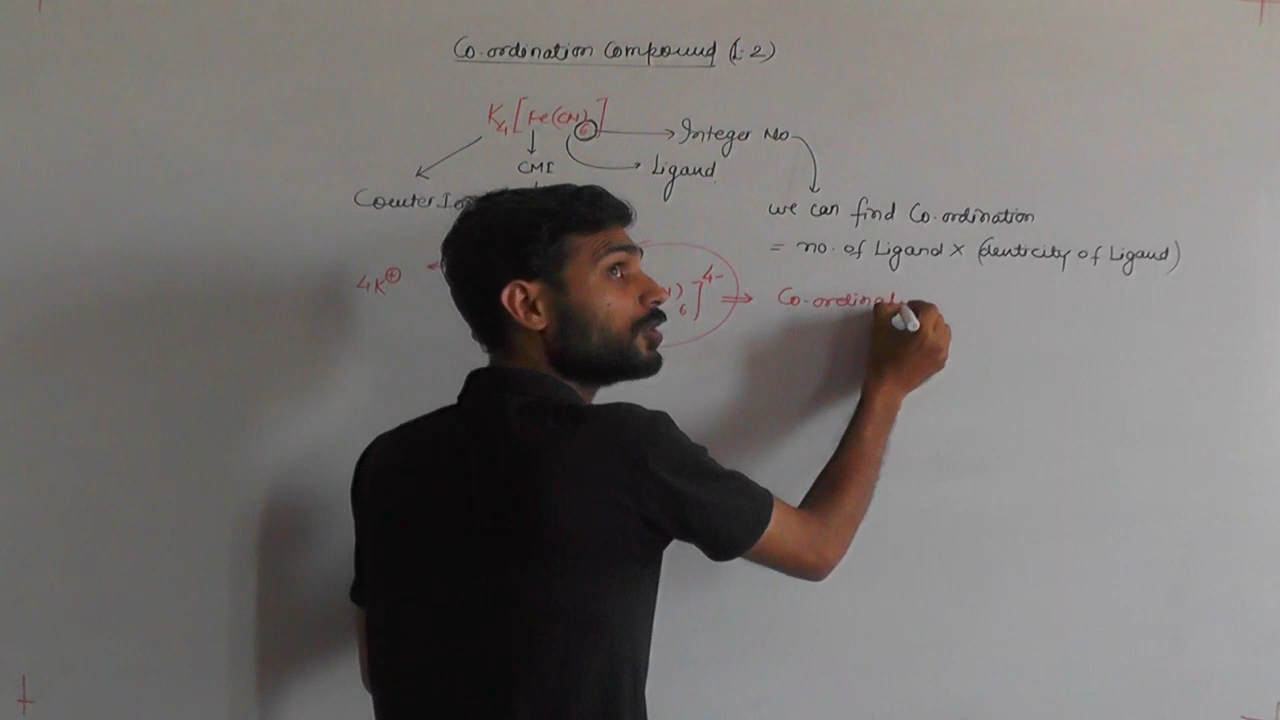 Co-ordination Compound (L-2)
K4[Fe(CN)6]
Integer No
CMI
Ligand
Counter Ion
we can find Co-ordination
= no. of Ligand × (denticity of Ligand)
4K⊕
)6]4- ⇒ Co-ordinat